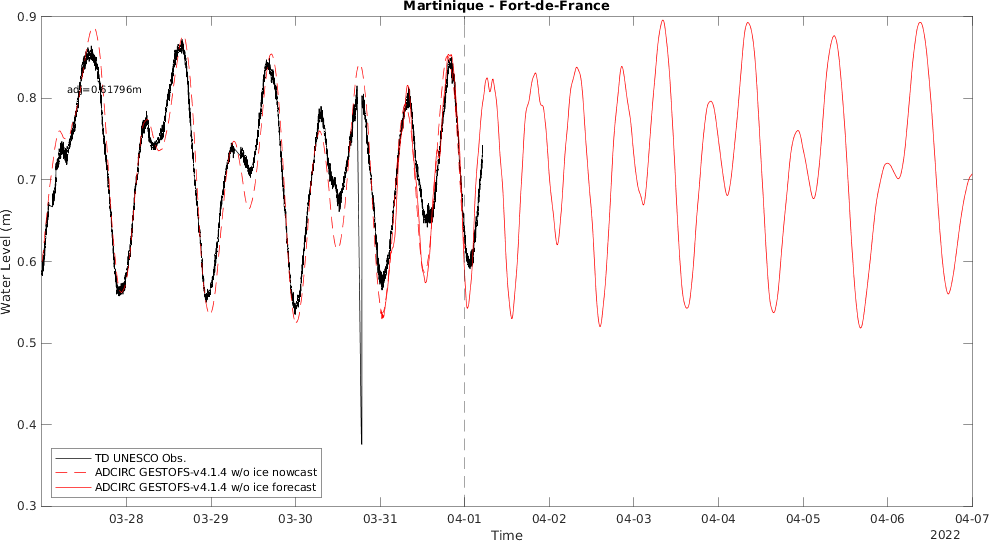 Martinique - Fort-de-France
0.9
0.8
0.7
0.6
0.5
0.4
0.3
Water Level (m)
adj=0.61796m
TD UNESCO Obs.
ADCIRC GESTOFS-v4.1.4 w/o ice nowcast
ADCIRC GESTOFS-v4.1.4 w/o ice forecast
03-28 03-29 03-30 03-31 04-01 04-02 04-03 04-04 04-05 04-06 04-07
Time
2022